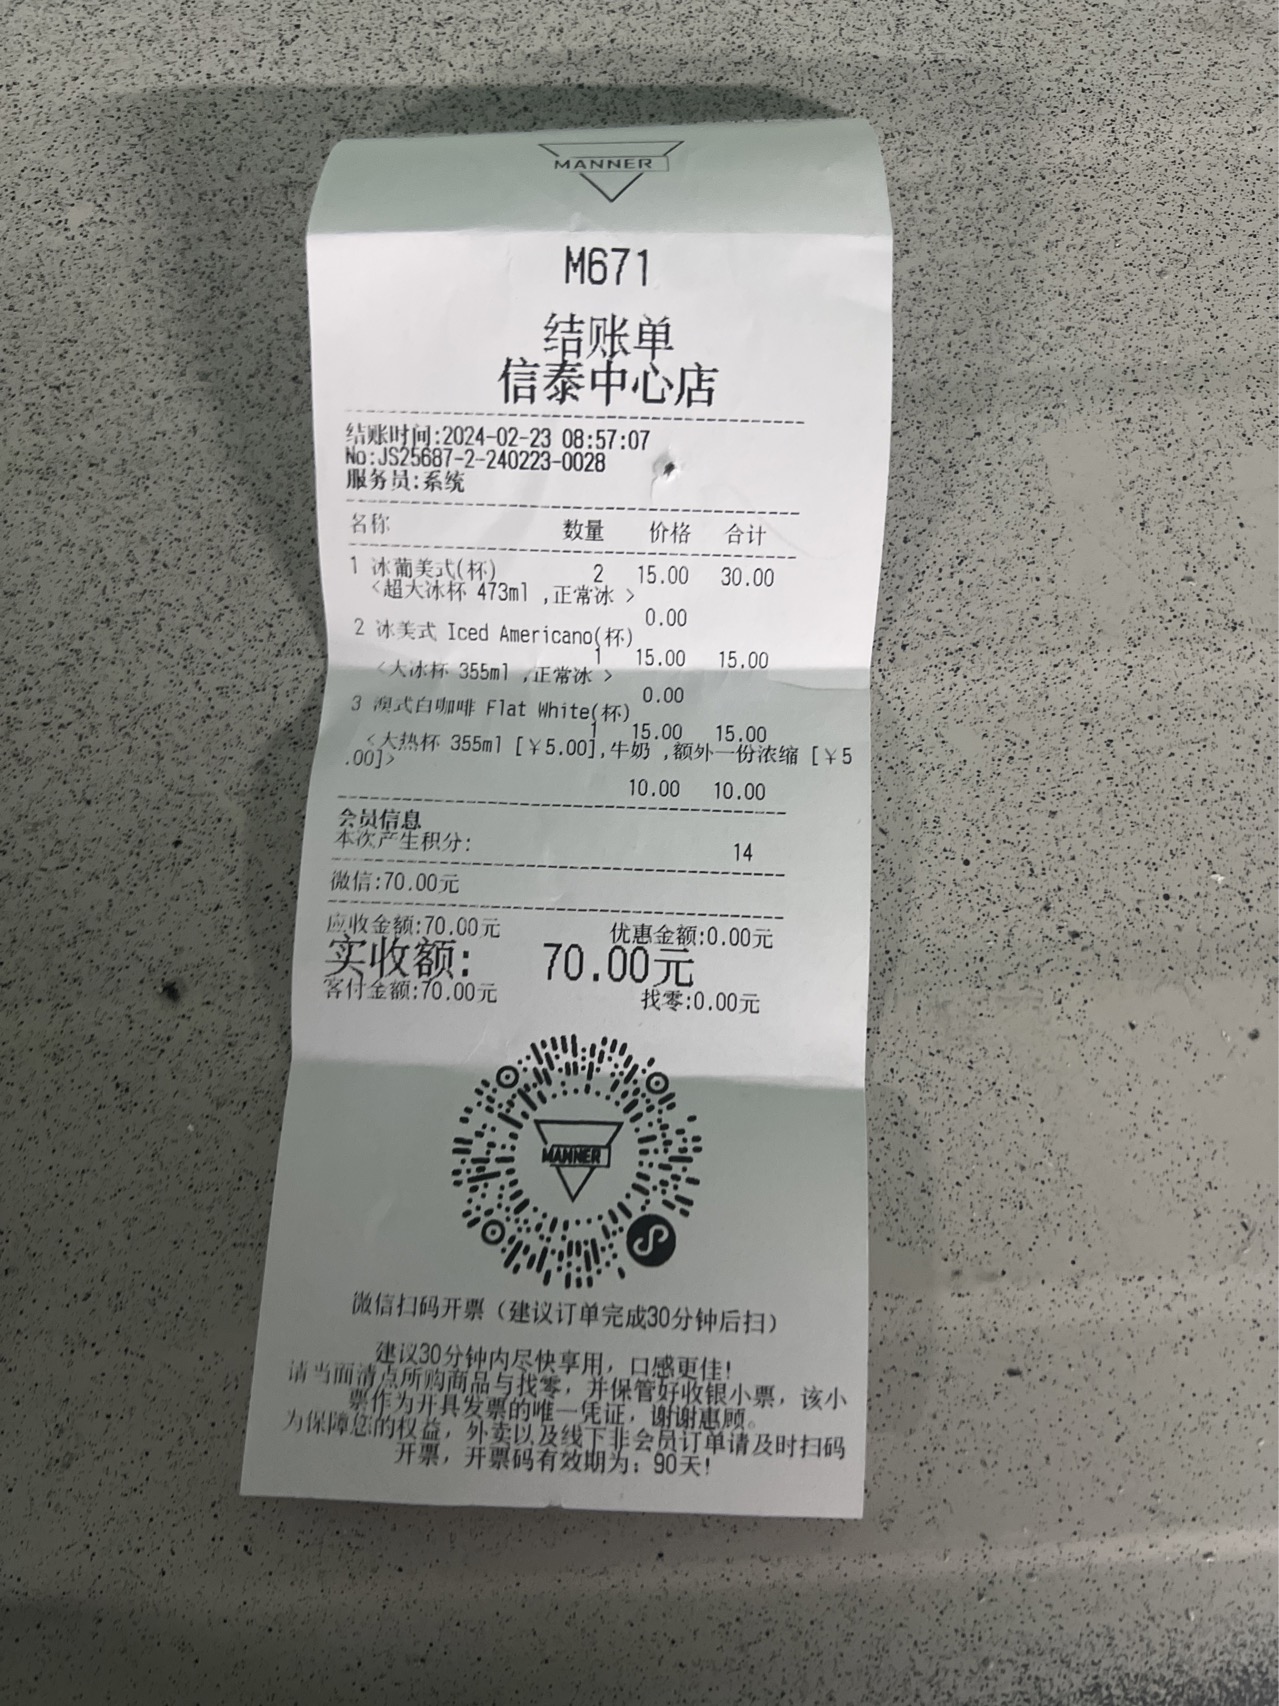 MANNER
M671
结账单
信泰中心店
结账时间:2024-02-23 08:57:07
No:JS25687-2-240223-0028
服务员:系统
名称 数量 价格 合计
1 冰葡美式(杯) 2 15.00 30.00
<超大冰杯 473ml ,正常冰 >
0.00
2 冰美式 Iced Americano(杯)
1 15.00 15.00
<大冰杯 355ml ,正常冰 >
0.00
3 澳式白咖啡 Flat White(杯)
1 15.00 15.00
<大热杯 355ml [￥5.00],牛奶 ,额外一份浓缩 [￥5
.00]>
10.00 10.00
会员信息
本次产生积分: 14
微信:70.00元
应收金额:70.00元 优惠金额:0.00元
实收额: 70.00元
客付金额:70.00元 找零:0.00元
MANNER
微信扫码开票（建议订单完成30分钟后扫）
建议30分钟内尽快享用，口感更佳！
请当面清点所购商品与找零，并保管好收银小票，该小
票作为开具发票的唯一凭证，谢谢惠顾。
为保障您的权益，外卖以及线下非会员订单请及时扫码
开票，开票码有效期为：90天！